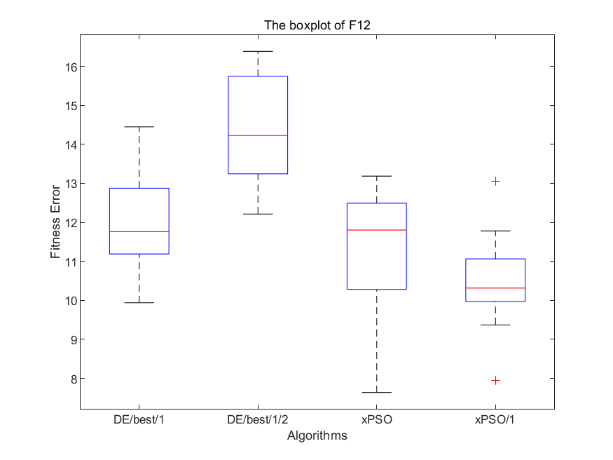 The boxplot of F12
16
15
14
13
12
11
10
9
8
Fitness Error
DE/best/1
DE/best/1/2
xPSO
xPSO/1
Algorithms